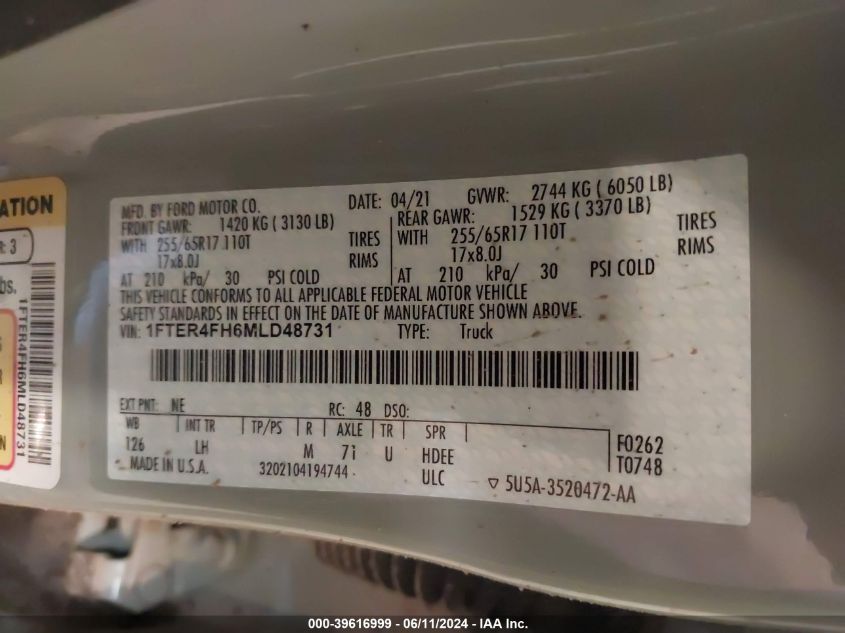 ATION
R: 3
bs.
1FTER4FH6MLD48731
MFD. BY FORD MOTOR CO. DATE: 04/21 GVWR: 2744 KG ( 6050 LB)
FRONT GAWR: 1420 KG ( 3130 LB) REAR GAWR: 1529 KG ( 3370 LB)
WITH 255/65R17 110T TIRES WITH 255/65R17 110T TIRES
17x8.0J RIMS 17x8.0J RIMS
AT 210 kPa/ 30 PSI COLD AT 210 kPa/ 30 PSI COLD
THIS VEHICLE CONFORMS TO ALL APPLICABLE FEDERAL MOTOR VEHICLE
SAFETY STANDARDS IN EFFECT ON THE DATE OF MANUFACTURE SHOWN ABOVE.
VIN: 1FTER4FH6MLD48731 TYPE: Truck
EXT PNT: NE RC: 48 DSO:
WB INT TR TP/PS R AXLE TR SPR
126 LH M 7i U HDEE F0262
MADE IN U.S.A. 3202104194744 ULC T0748
5U5A-3520472-AA
000-39616999 - 06/11/2024 - IAA Inc.